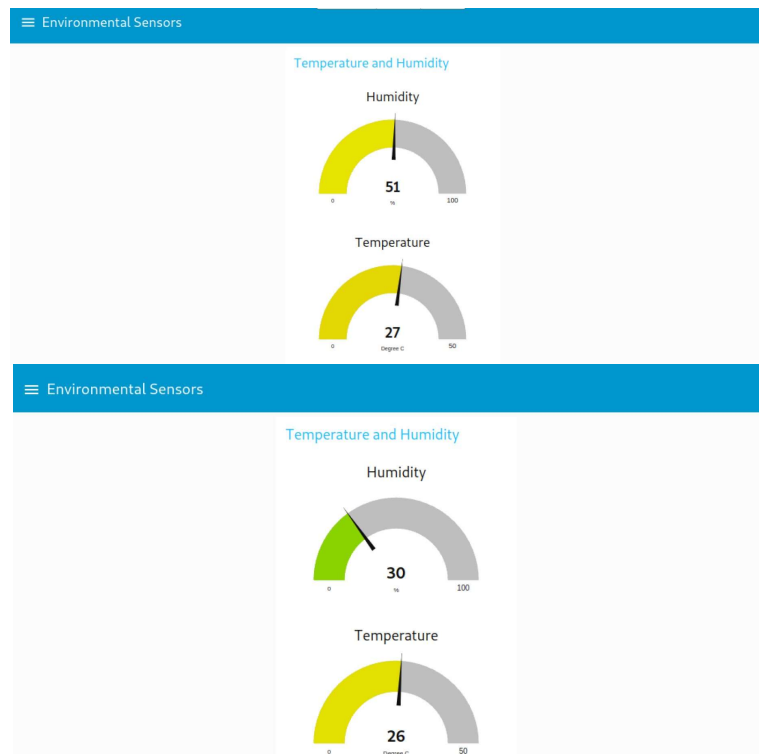 Environmental Sensors
Temperature and Humidity
Humidity
51
0 % 100
Temperature
27
0 Degree C 50
Environmental Sensors
Temperature and Humidity
Humidity
30
0 % 100
Temperature
26
0 Degree C 50